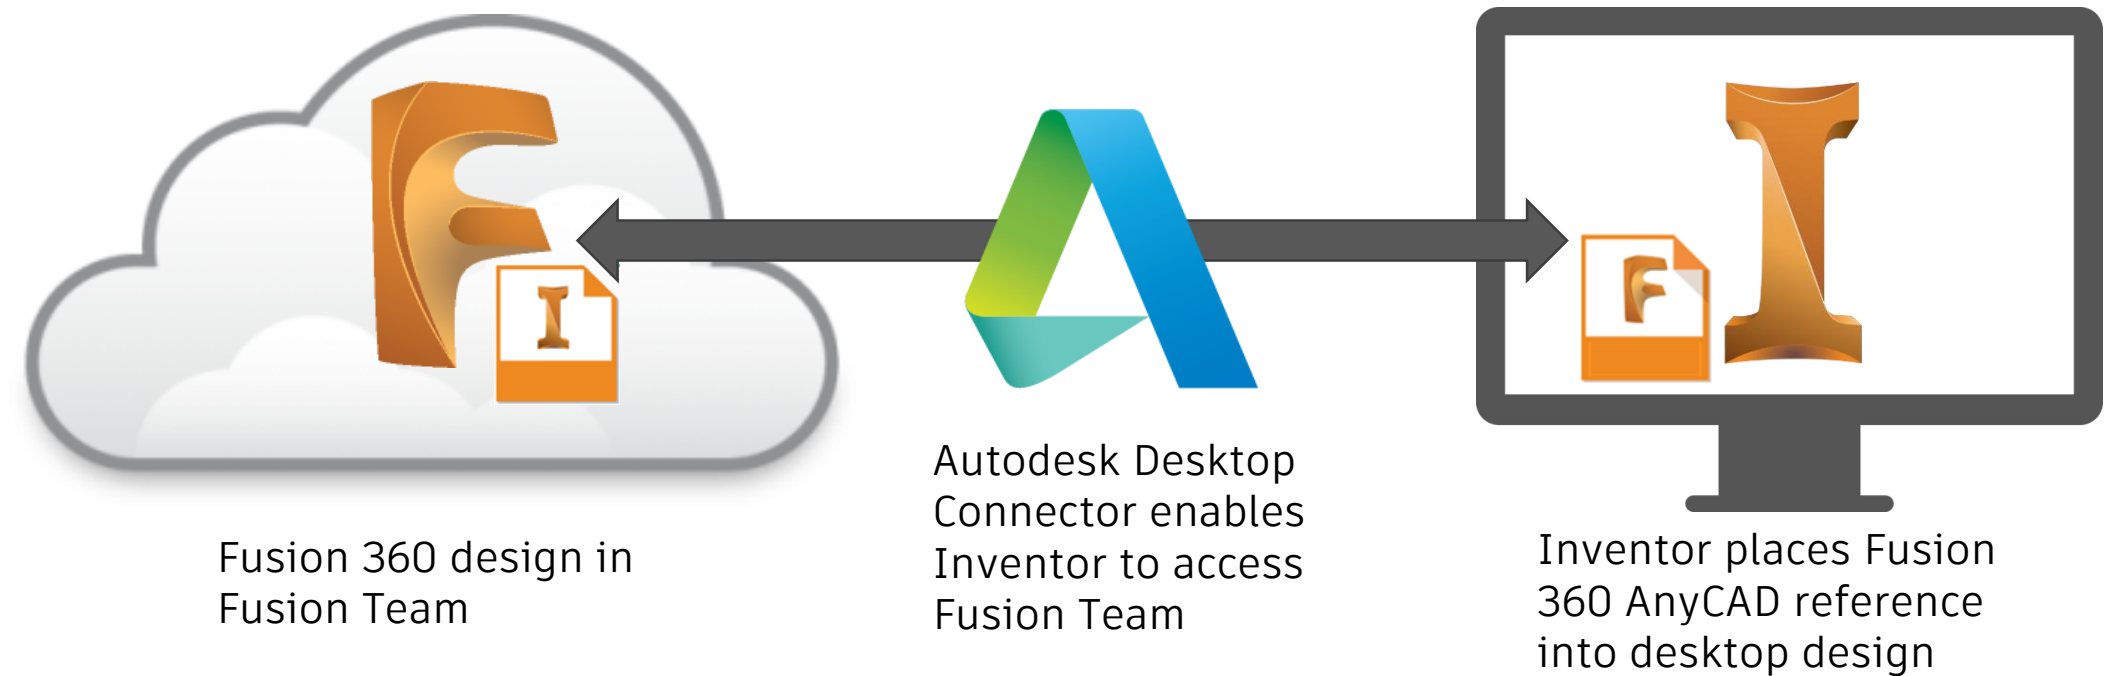 Fusion 360 design in
Fusion Team
Autodesk Desktop
Connector enables
Inventor to access
Fusion Team
Inventor places Fusion
360 AnyCAD reference
into desktop design